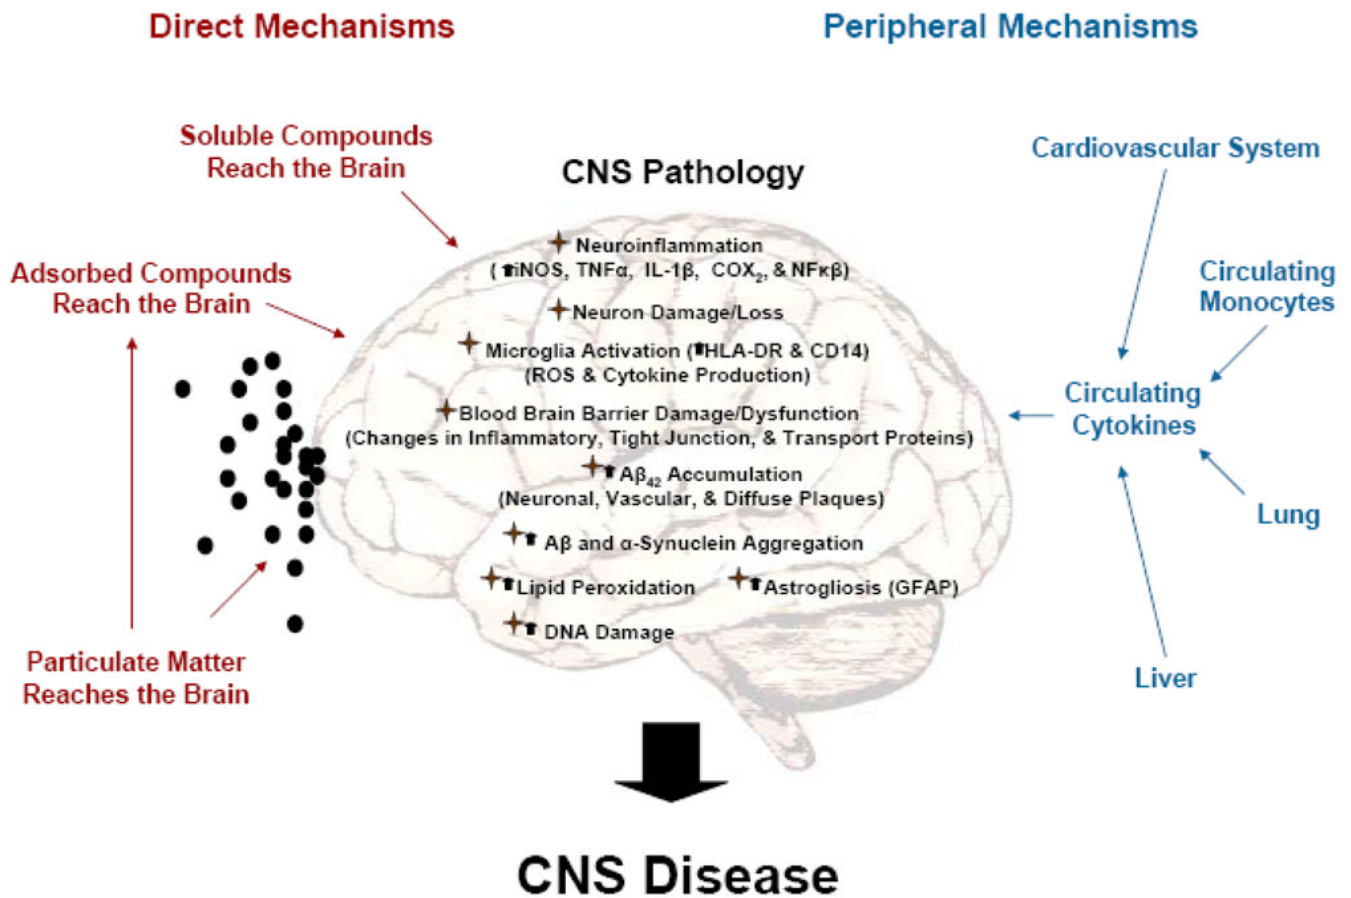 Direct Mechanisms
Peripheral Mechanisms
Soluble Compounds
Reach the Brain
Adsorbed Compounds
Reach the Brain
Particulate Matter
Reaches the Brain
CNS Pathology
Neuroinflammation
(⬆iNOS, TNFα, IL-1β, COX₂, & NFκβ)
Neuron Damage/Loss
Microglia Activation (⬆HLA-DR & CD14)
(ROS & Cytokine Production)
Blood Brain Barrier Damage/Dysfunction
(Changes in Inflammatory, Tight Junction, & Transport Proteins)
⬆Aβ₄₂ Accumulation
(Neuronal, Vascular, & Diffuse Plaques)
⬆ Aβ and α-Synuclein Aggregation
⬆Lipid Peroxidation
⬆Astrogliosis (GFAP)
⬆ DNA Damage
Cardiovascular System
Circulating
Monocytes
Circulating
Cytokines
Lung
Liver
CNS Disease